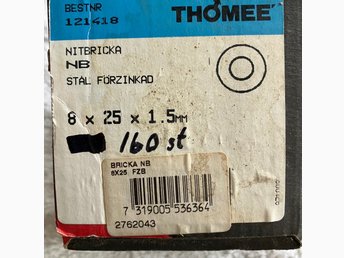 BESTNR
121418
THOMEE
NITBRICKA
NB
STÅL FÖRZINKAD
8 x 25 x 1.5MM
160 st
BRICKA NB
8X25 FZB
7 319005 536364
2762043